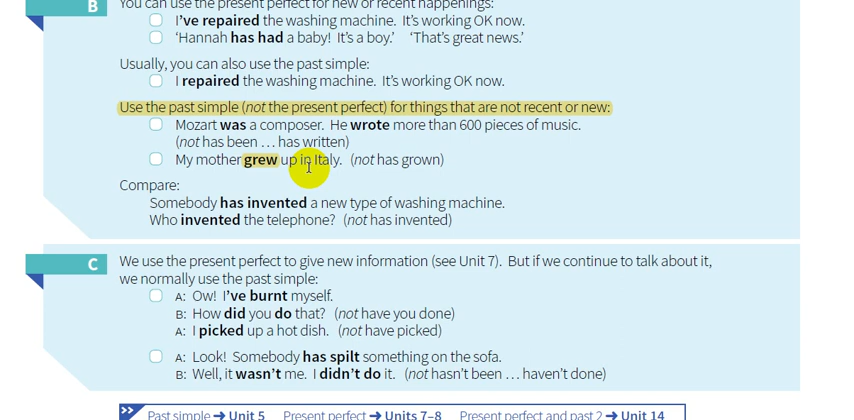 B
You can use the present perfect for new or recent happenings:
I've repaired the washing machine. It's working OK now.
'Hannah has had a baby! It's a boy.' 'That's great news.'
Usually, you can also use the past simple:
I repaired the washing machine. It's working OK now.
Use the past simple (not the present perfect) for things that are not recent or new:
Mozart was a composer. He wrote more than 600 pieces of music.
(not has been … has written)
My mother grew up in Italy. (not has grown)
Compare:
Somebody has invented a new type of washing machine.
Who invented the telephone? (not has invented)
C
We use the present perfect to give new information (see Unit 7). But if we continue to talk about it,
we normally use the past simple:
A: Ow! I've burnt myself.
B: How did you do that? (not have you done)
A: I picked up a hot dish. (not have picked)
A: Look! Somebody has spilt something on the sofa.
B: Well, it wasn't me. I didn't do it. (not hasn't been … haven't done)
>> Past simple ➜ Unit 5 Present perfect ➜ Units 7–8 Present perfect and past 2 ➜ Unit 14